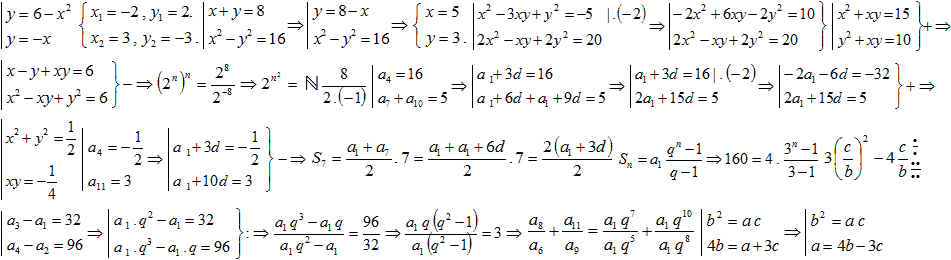 |y=6-x² |y=-x {x₁=-2, y₁=2. x₂=3, y₂=-3. |x+y=8 |x²-y²=16 ⇒ |y=8-x |x²-y²=16 ⇒ {x=5 y=3. |x²-3xy+y²=-5 |.(-2) |2x²-xy+2y²=20 ⇒ |-2x²+6xy-2y²=10 |2x²-xy+2y²=20 } |x²+xy=15 |y²+xy=10 }+⇒
|x-y+xy=6 |x²-xy+y²=6 }-⇒(2ⁿ)ⁿ=2⁸/2⁻⁸⇒2^(n²)= ℕ 8/2.(-1) |a₄=16 |a₇+a₁₀=5 ⇒ |a₁+3d=16 |a₁+6d+a₁+9d=5 ⇒ |a₁+3d=16|.(-2) |2a₁+15d=5 ⇒ |-2a₁-6d=-32 |2a₁+15d=5 }+⇒
|x²+y²=1/2 |xy=-1/4 |a₄=-1/2 |a₁₁=3 ⇒ |a₁+3d=-1/2 |a₁+10d=3 }-⇒ S₇=(a₁+a₇)/2.7=(a₁+a₁+6d)/2.7=2(a₁+3d)/2 Sₙ=a₁(qⁿ-1)/(q-1)⇒160=4.(3ⁿ-1)/(3-1) 3(c/b)²-4c/b
|a₃-a₁=32 |a₄-a₂=96 ⇒ |a₁.q²-a₁=32 |a₁.q³-a₁.q=96 }:⇒(a₁q³-a₁q)/(a₁q²-a₁)=96/32⇒a₁q(q²-1)/a₁(q²-1)=3⇒a₈/a₆+a₁₁/a₉=a₁q⁷/a₁q⁵+a₁q¹⁰/a₁q⁸ |b²=ac |4b=a+3c ⇒ |b²=ac |a=4b-3c